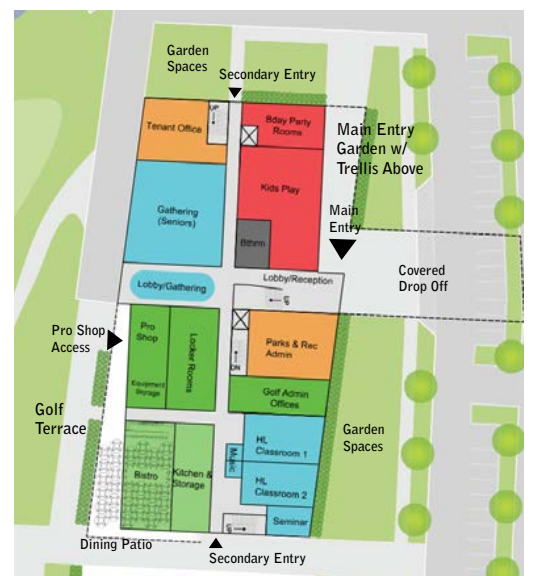 Garden
Spaces
Secondary Entry
UP
Tenant Office
Bday Party
Rooms
Main Entry
Garden w/
Trellis Above
Kids Play
Gathering
(Seniors)
Main
Entry
Bthrm
Lobby/Reception
Covered
Drop Off
Lobby/Gathering
UP
Pro Shop
Access
Pro
Shop
Locker Rooms
Parks & Rec
Admin
DN
Equipment
Storage
Golf Admin
Offices
Golf
Terrace
HL
Classroom 1
Garden
Spaces
Music
Bistro
Kitchen &
Storage
HL
Classroom 2
Seminar
UP
Dining Patio
Secondary Entry